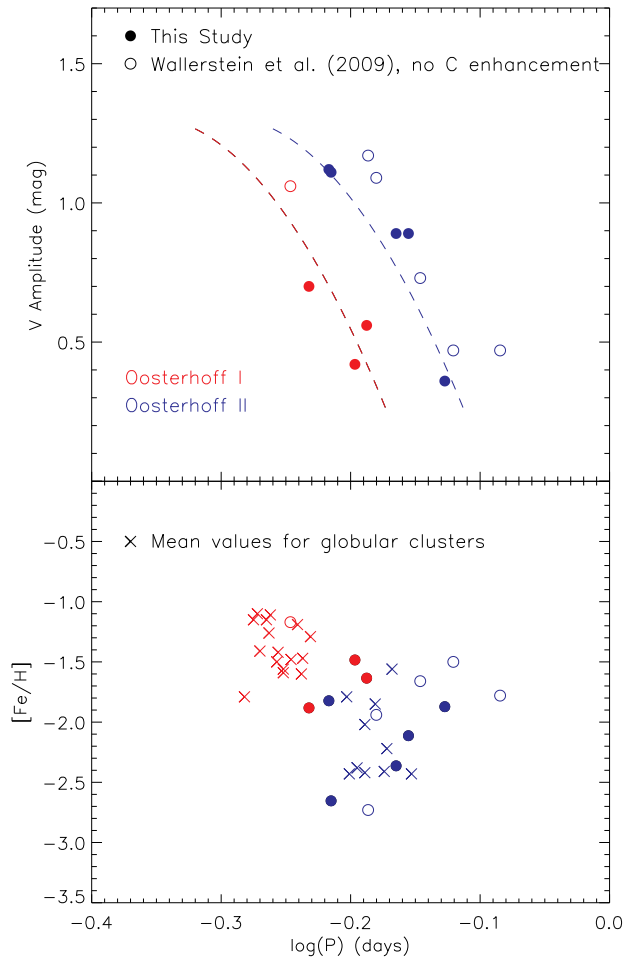 This Study
Wallerstein et al. (2009), no C enhancement
1.5
1.0
0.5
V Amplitude (mag)
Oosterhoff I
Oosterhoff II
Mean values for globular clusters
−0.5
−1.0
−1.5
−2.0
−2.5
−3.0
−3.5
[Fe/H]
−0.4
−0.3
−0.2
−0.1
0.0
log(P) (days)